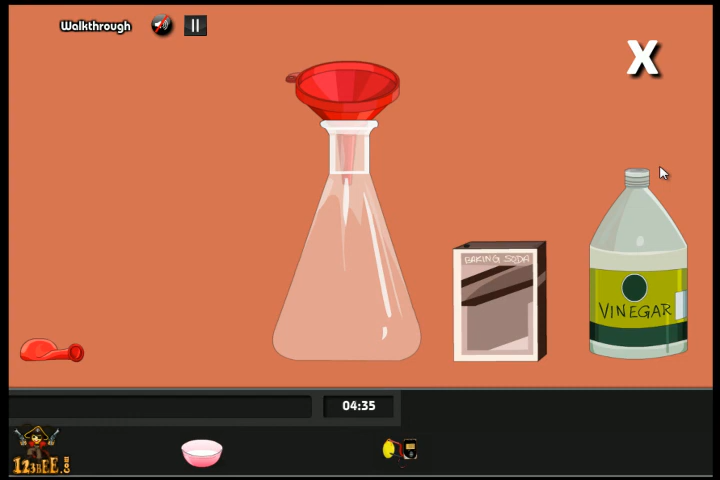 Walkthrough
X
BAKING SODA
VINEGAR
04:35
123BEE.